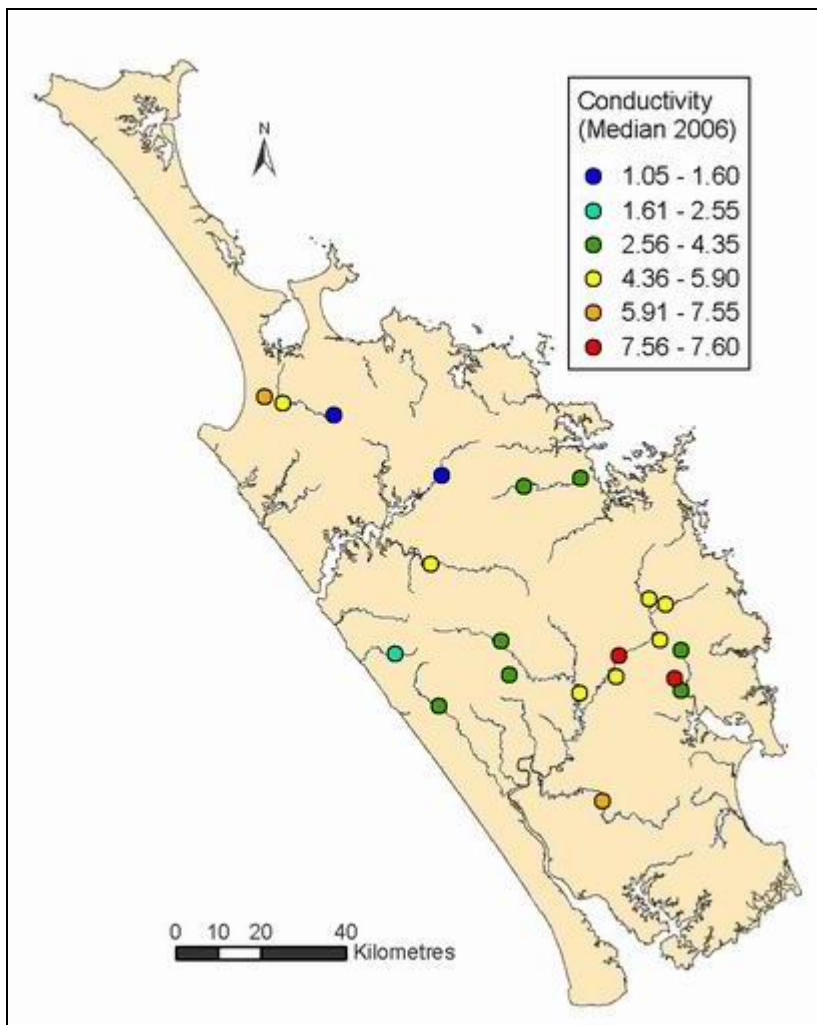 Conductivity
(Median 2006)
N
1.05 - 1.60
1.61 - 2.55
2.56 - 4.35
4.36 - 5.90
5.91 - 7.55
7.56 - 7.60
0 10 20 40
Kilometres